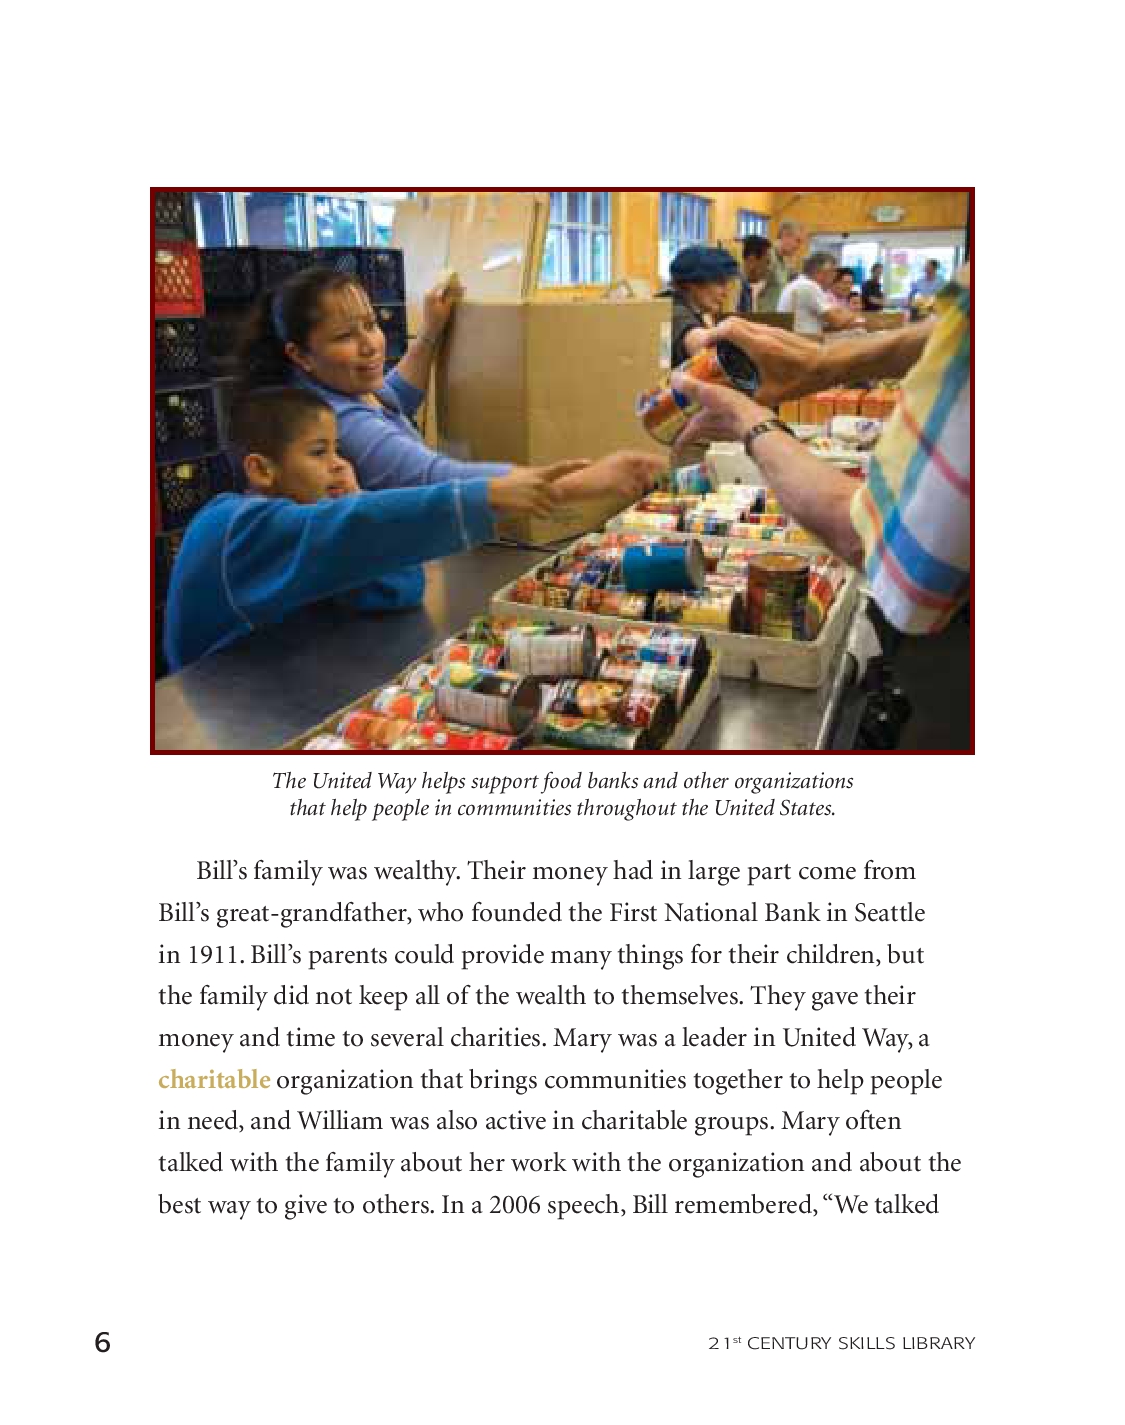 The United Way helps support food banks and other organizations
that help people in communities throughout the United States.
Bill’s family was wealthy. Their money had in large part come from
Bill’s great-grandfather, who founded the First National Bank in Seattle
in 1911. Bill’s parents could provide many things for their children, but
the family did not keep all of the wealth to themselves. They gave their
money and time to several charities. Mary was a leader in United Way, a
charitable organization that brings communities together to help people
in need, and William was also active in charitable groups. Mary often
talked with the family about her work with the organization and about the
best way to give to others. In a 2006 speech, Bill remembered, “We talked
6
21st CENTURY SKILLS LIBRARY